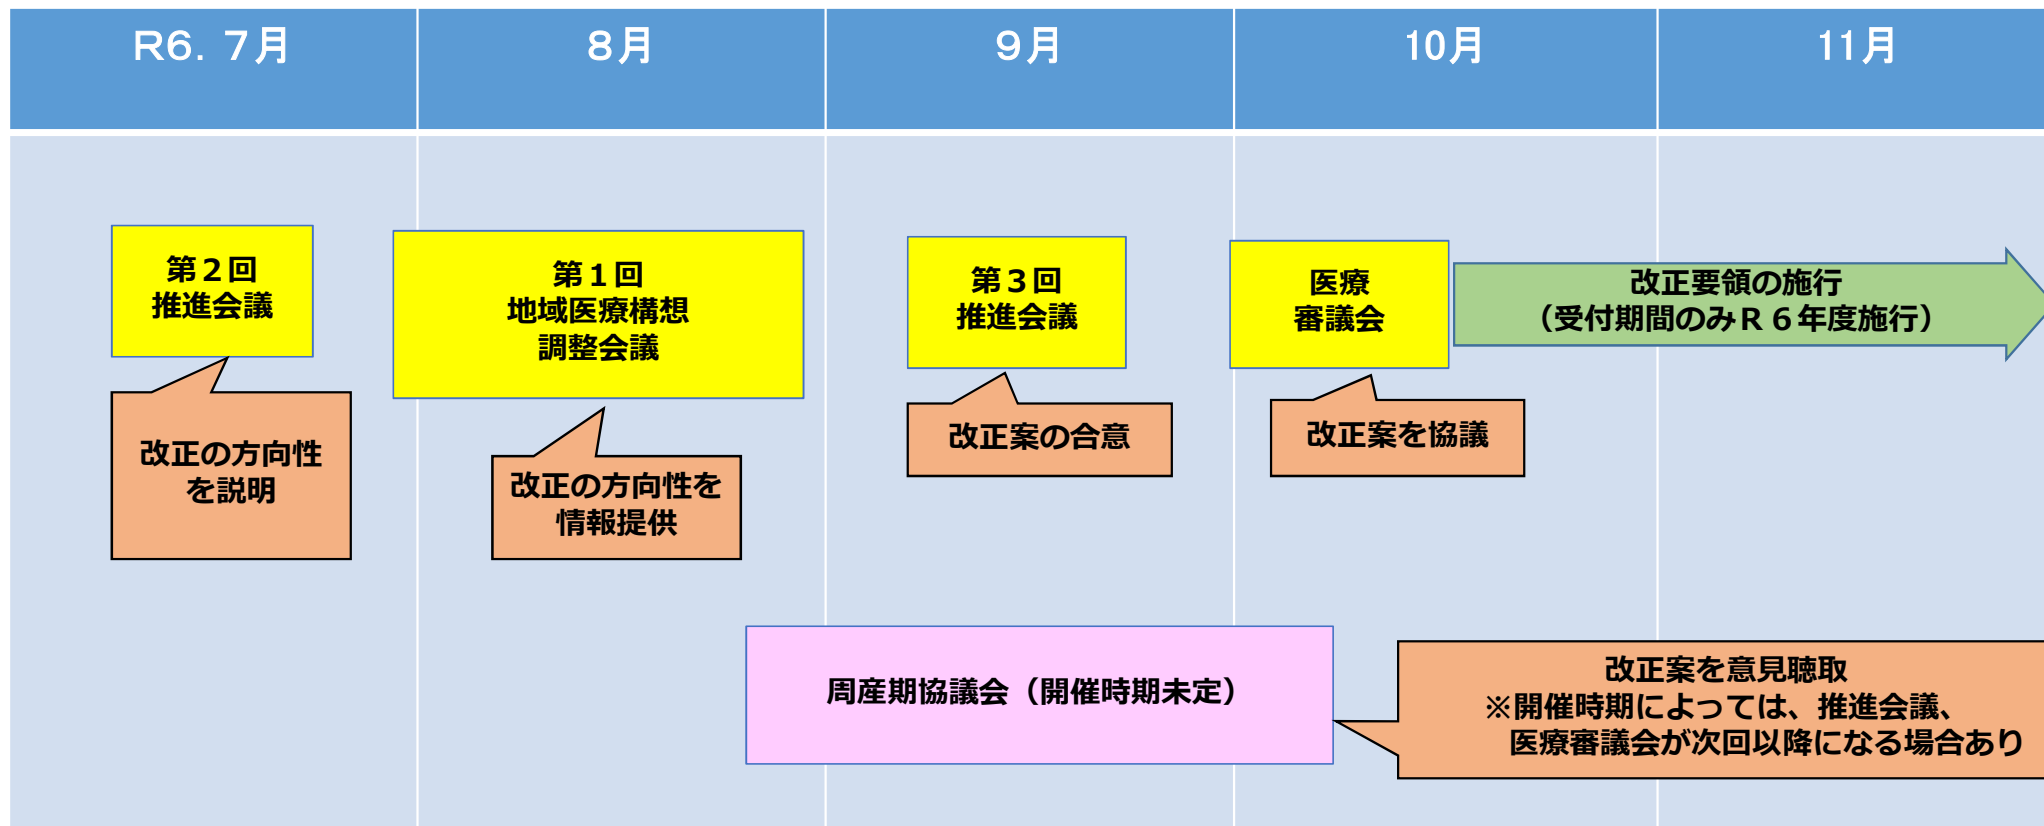 R6. 7月
8月
9月
10月
11月
第2回
推進会議
第1回
地域医療構想
調整会議
第3回
推進会議
医療
審議会
改正要領の施行
（受付期間のみR6年度施行）
改正の方向性
を説明
改正の方向性を
情報提供
改正案の合意
改正案を協議
周産期協議会（開催時期未定）
改正案を意見聴取
※開催時期によっては、推進会議、
医療審議会が次回以降になる場合あり